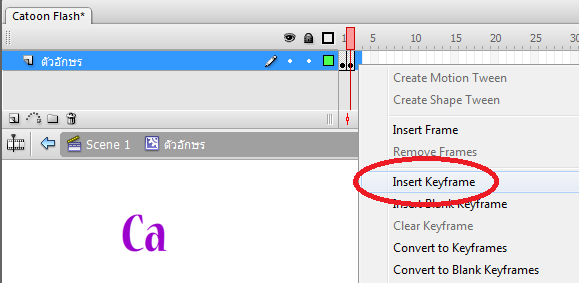 Catoon Flash*
1 5 10 15 20 25 30
ตัวอักษร
Create Motion Tween
Create Shape Tween
Insert Frame
Remove Frames
Insert Keyframe
Insert Blank Keyframe
Clear Keyframe
Convert to Keyframes
Convert to Blank Keyframes
Scene 1 ตัวอักษร
Ca